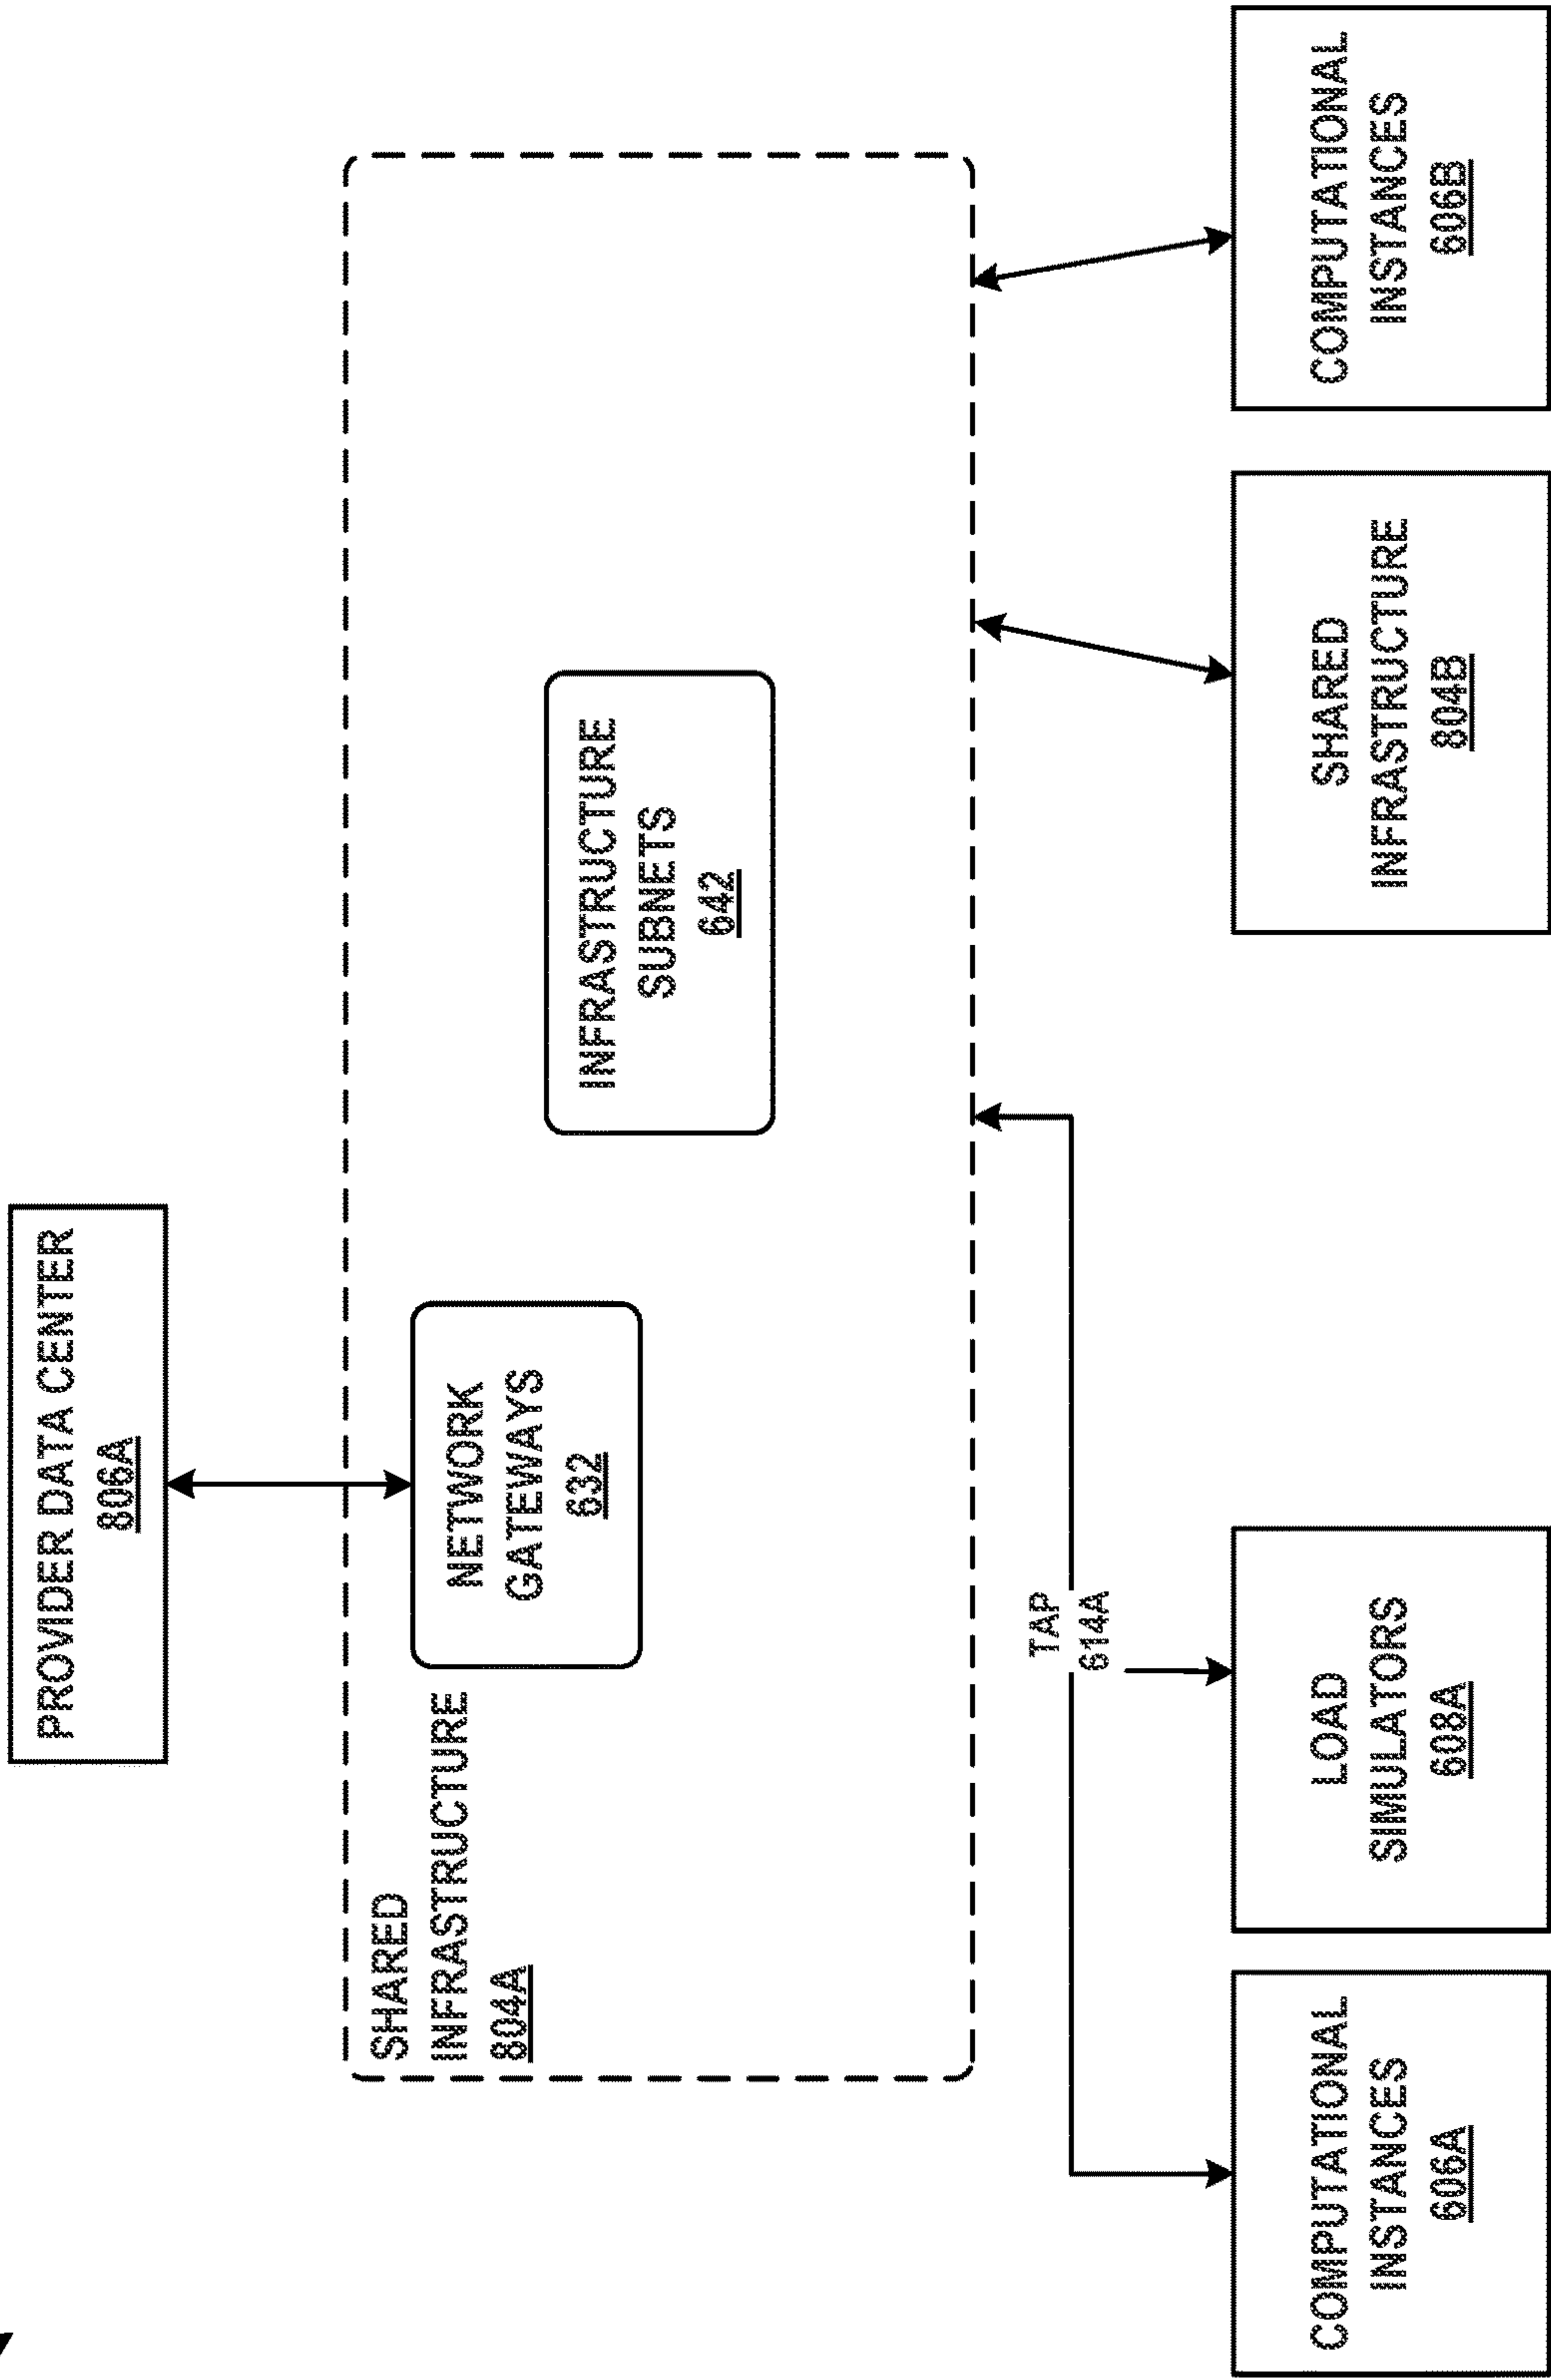 PROVIDER DATA CENTER
806A
SHARED
INFRASTRUCTURE
804A
NETWORK
GATEWAYS
632
INFRASTRUCTURE
SUBNETS
642
TAP
614A
COMPUTATIONAL
INSTANCES
606A
LOAD
SIMULATORS
608A
SHARED
INFRASTRUCTURE
804B
COMPUTATIONAL
INSTANCES
606B